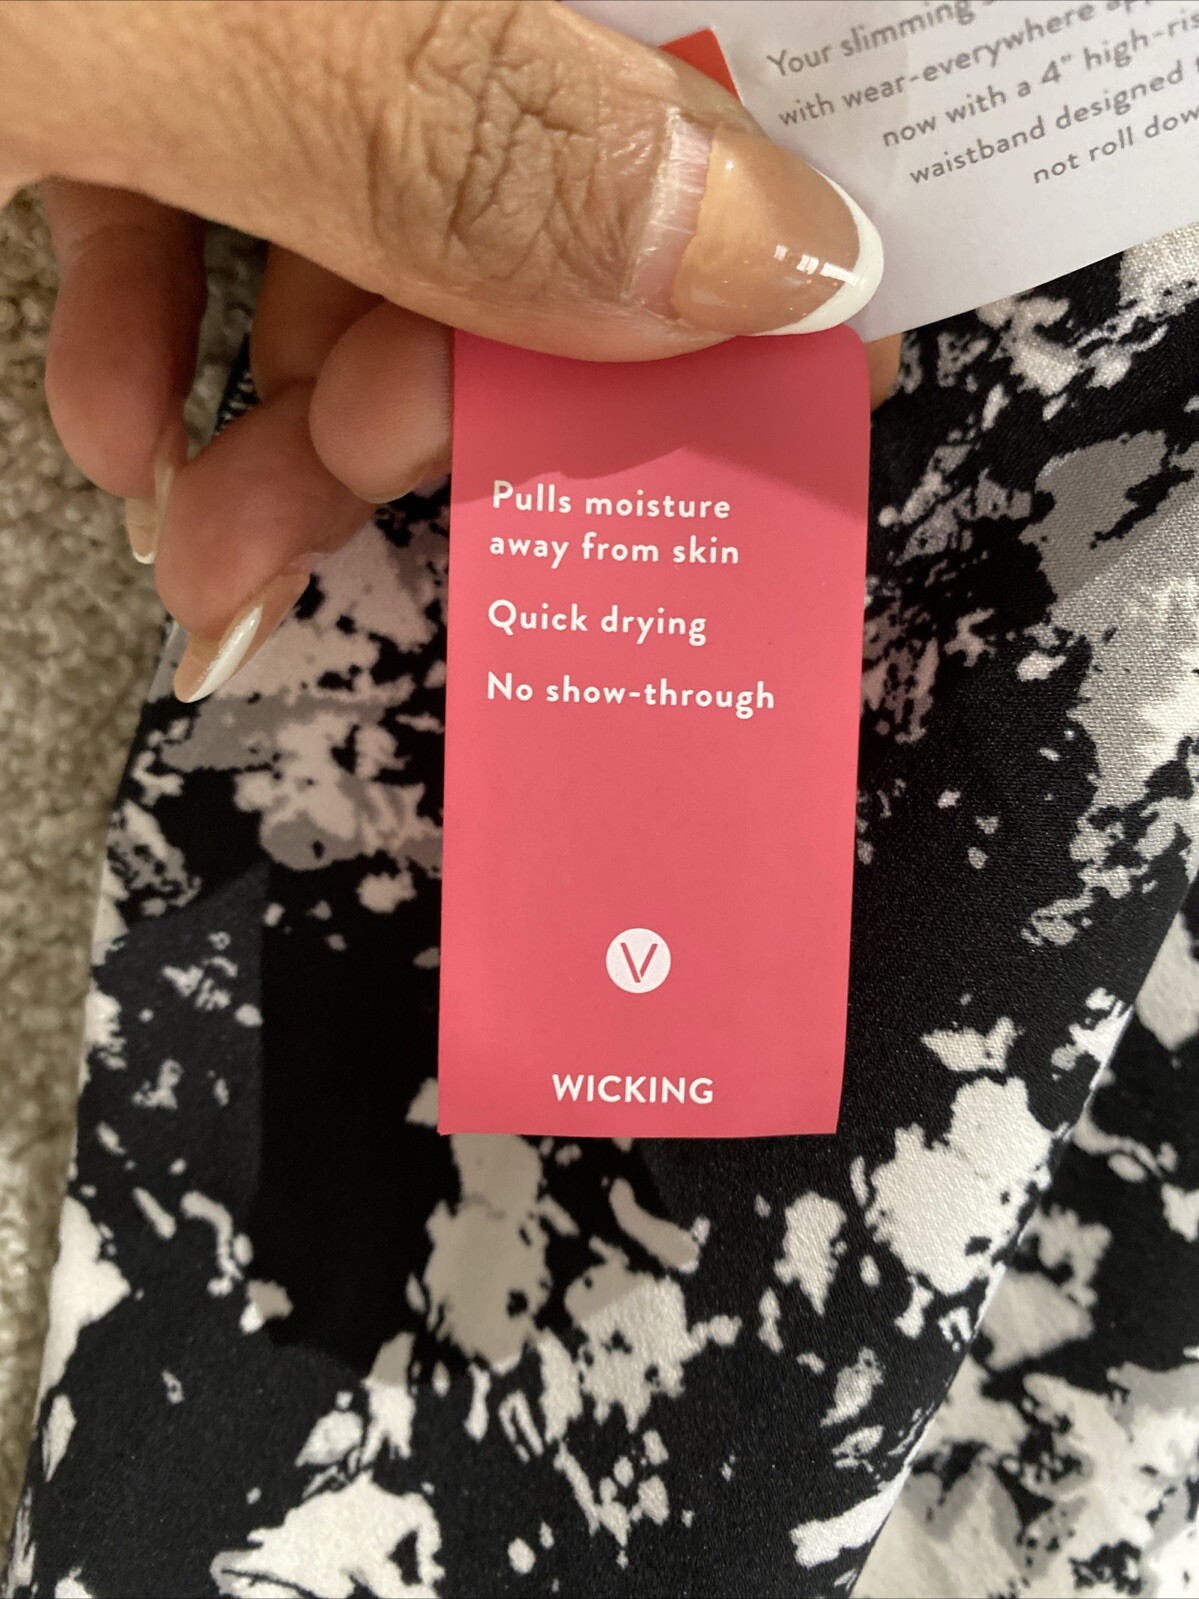 Your slimming
with wear-everywhere
now with a 4" high-ris
waistband designed
not roll dow
Pulls moisture
away from skin
Quick drying
No show-through
V
WICKING